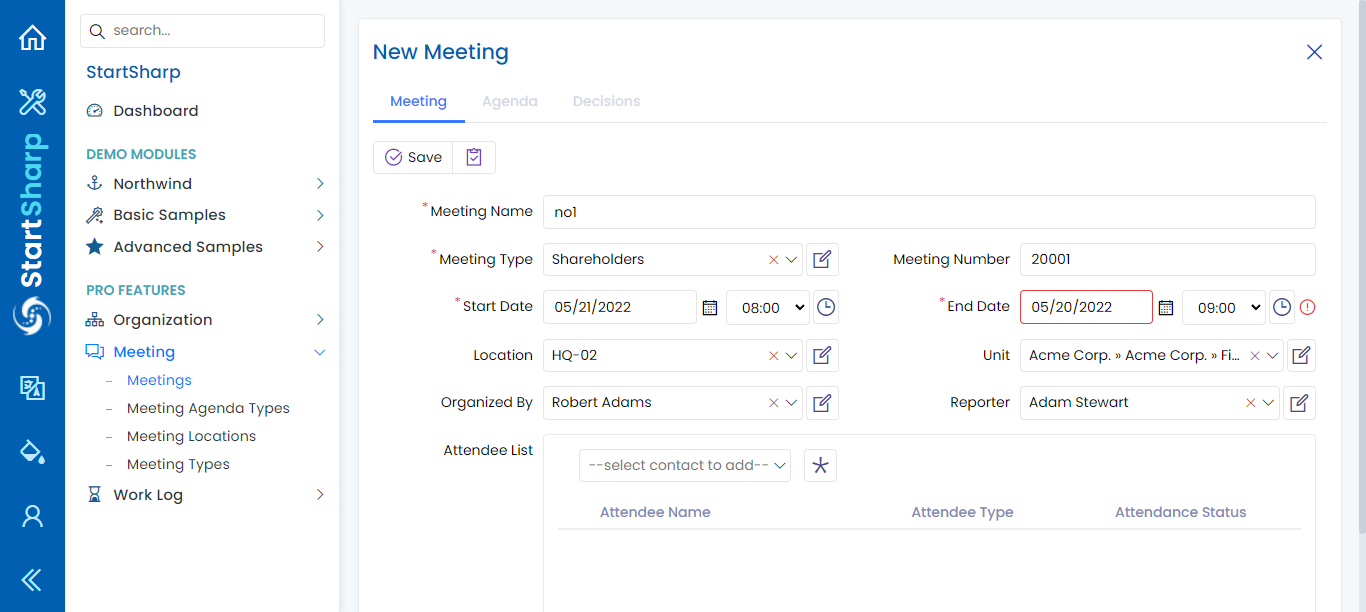 StartSharp
search...
StartSharp
Dashboard
DEMO MODULES
Northwind
Basic Samples
Advanced Samples
PRO FEATURES
Organization
Meeting
– Meetings
– Meeting Agenda Types
– Meeting Locations
– Meeting Types
Work Log
New Meeting
Meeting Agenda Decisions
Save
*Meeting Name no1
*Meeting Type Shareholders Meeting Number 20001
*Start Date 05/21/2022 08:00 *End Date 05/20/2022 09:00
Location HQ-02 Unit Acme Corp. » Acme Corp. » Fi...
Organized By Robert Adams Reporter Adam Stewart
Attendee List
--select contact to add--
Attendee Name Attendee Type Attendance Status